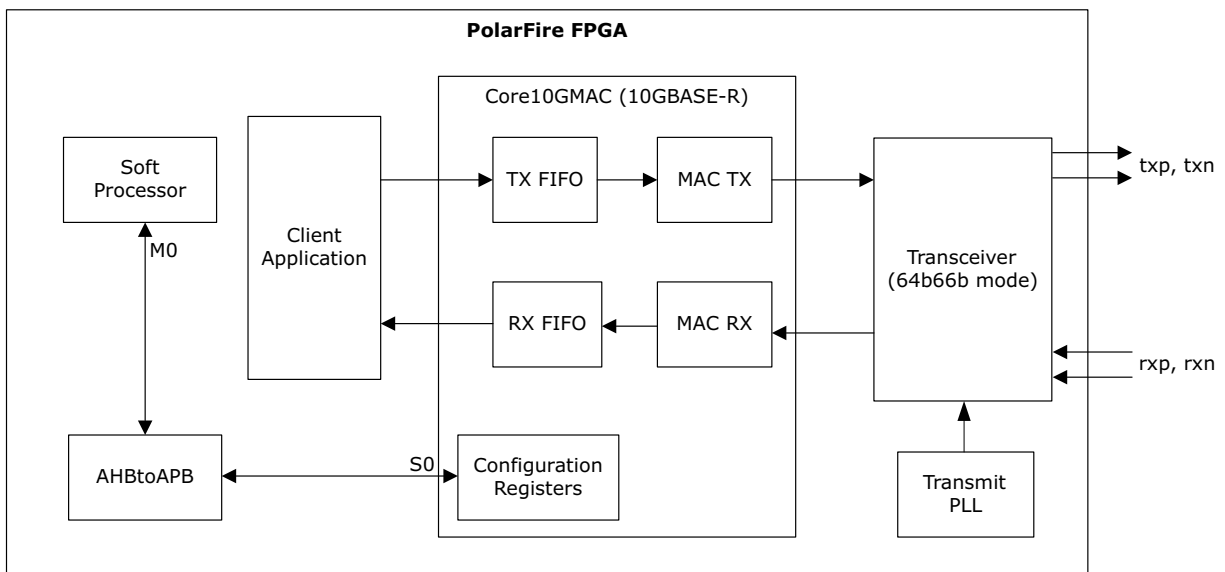 PolarFire FPGA
Core10GMAC (10GBASE-R)
Soft
Processor
M0
AHBtoAPB
S0
Client
Application
TX FIFO
MAC TX
RX FIFO
MAC RX
Configuration
Registers
Transceiver
(64b66b mode)
Transmit
PLL
txp, txn
rxp, rxn